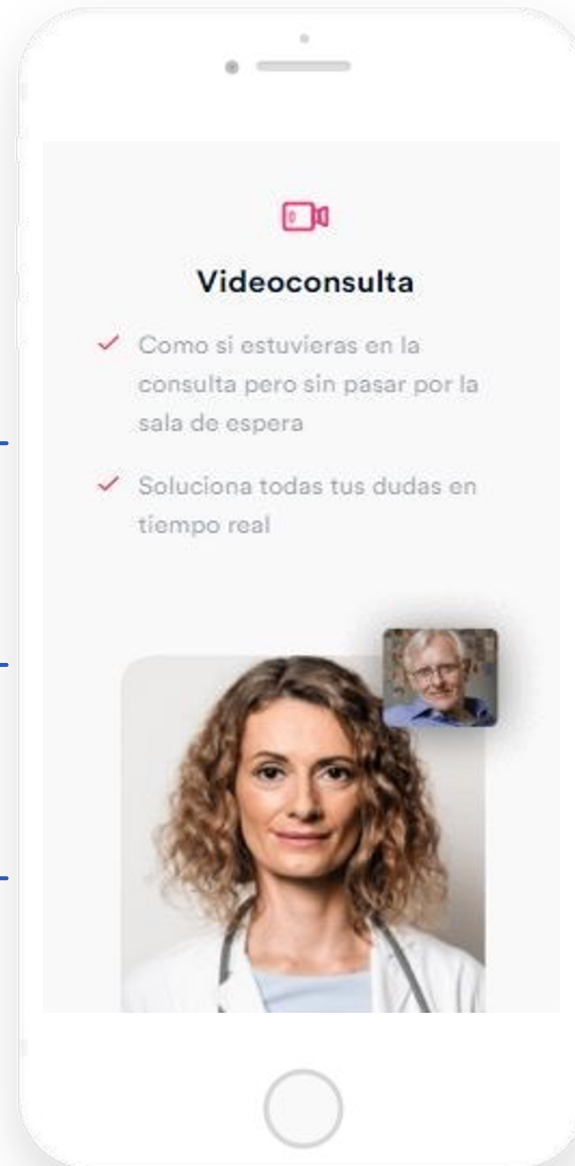 Videoconsulta
Como si estuvieras en la
consulta pero sin pasar por la
sala de espera
Soluciona todas tus dudas en
tiempo real